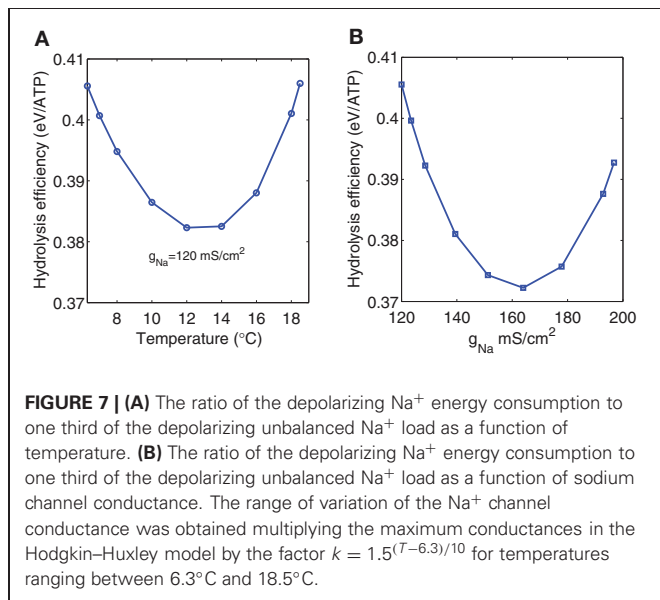 A
Hydrolysis efficiency (eV/ATP)
0.41
0.4
0.39
0.38
0.37
g_Na=120 mS/cm²
8 10 12 14 16 18
Temperature (°C)
B
Hydrolysis efficiency (eV/ATP)
0.41
0.4
0.39
0.38
0.37
120 140 160 180 200
g_Na mS/cm²
FIGURE 7 | (A) The ratio of the depolarizing Na⁺ energy consumption to
one third of the depolarizing unbalanced Na⁺ load as a function of
temperature. (B) The ratio of the depolarizing Na⁺ energy consumption to
one third of the depolarizing unbalanced Na⁺ load as a function of sodium
channel conductance. The range of variation of the Na⁺ channel
conductance was obtained multiplying the maximum conductances in the
Hodgkin–Huxley model by the factor k = 1.5^(T−6.3)/10 for temperatures
ranging between 6.3°C and 18.5°C.